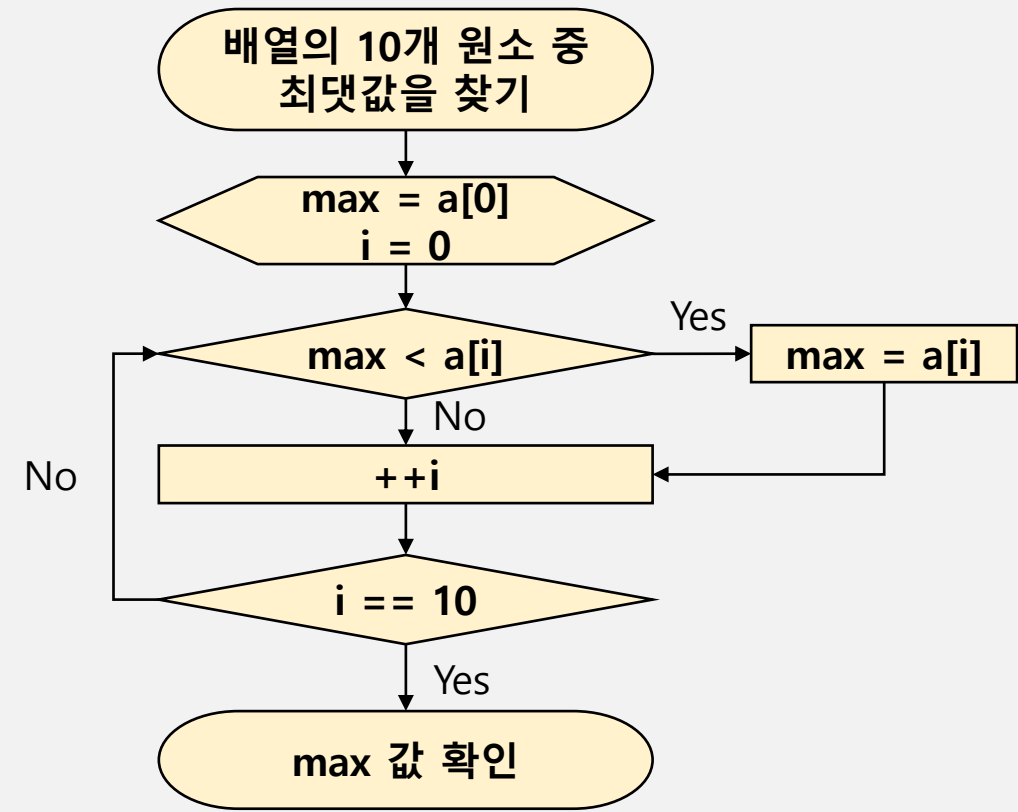 배열의 10개 원소 중
최댓값을 찾기
max = a[0]
i = 0
max < a[i]
Yes
max = a[i]
No
++i
No
i == 10
Yes
max 값 확인